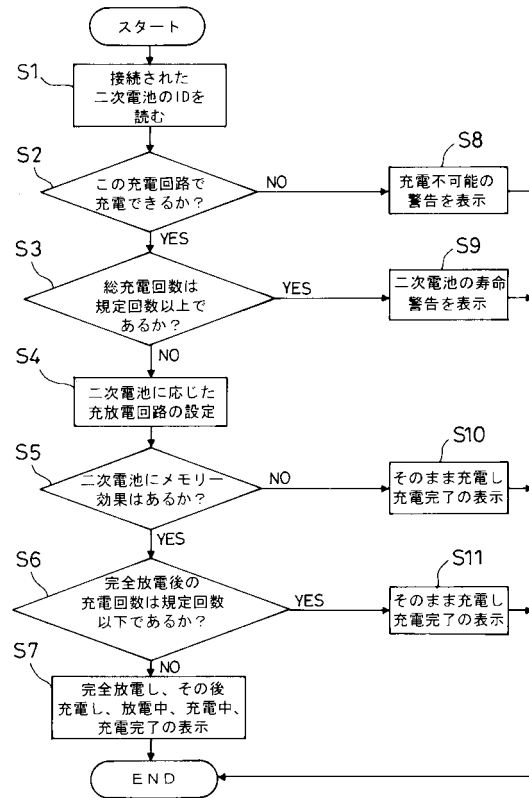 スタート
S1
接続された
二次電池のIDを
読む
S2
この充電回路で
充電できるか?
NO
YES
S8
充電不可能の
警告を表示
S3
総充電回数は
規定回数以上で
あるか?
YES
NO
S9
二次電池の寿命
警告を表示
S4
二次電池に応じた
充放電回路の設定
S5
二次電池にメモリー
効果はあるか?
NO
YES
S10
そのまま充電し
充電完了の表示
S6
完全放電後の
充電回数は規定回数
以下であるか?
YES
NO
S11
そのまま充電し
充電完了の表示
S7
完全放電し、その後
充電し、放電中、充電中、
充電完了の表示
END